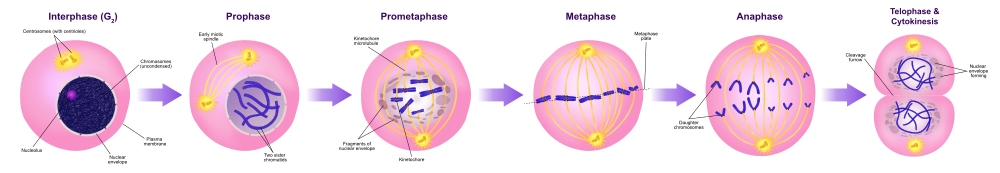 Interphase (G2)
Centrosomes (with centrioles)
Chromosomes
(uncondensed)
Nucleolus
Nuclear
envelope
Plasma
membrane
Prophase
Early mitotic
spindle
Two sister
chromatids
Prometaphase
Kinetochore
microtubule
Fragments of
nuclear envelope
Kinetochore
Metaphase
Metaphase
plate
Anaphase
Daughter
chromosomes
Telophase &
Cytokinesis
Cleavage
furrow
Nuclear
envelope
forming